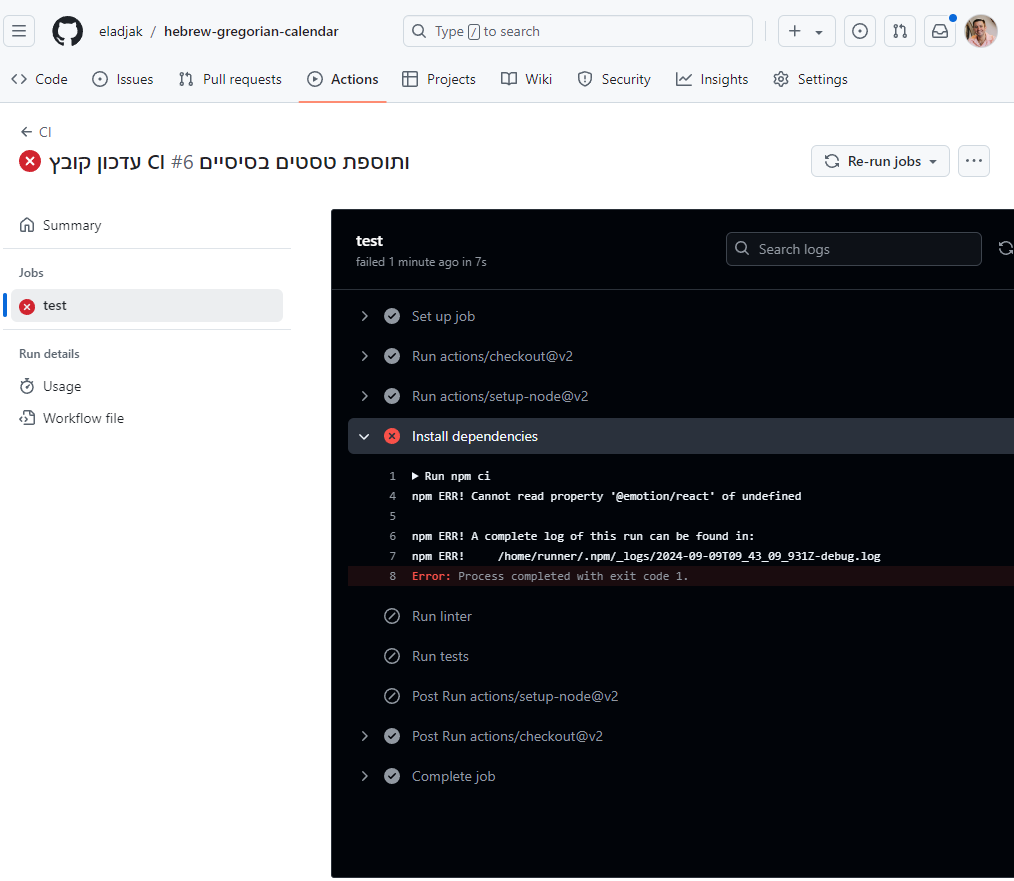 eladjak / hebrew-gregorian-calendar
Type / to search
Code
Issues
Pull requests
Actions
Projects
Wiki
Security
Insights
Settings
CI
עדכון קובץ CI #6 ותוספת טסטים בסיסיים
Re-run jobs
Summary
Jobs
test
Run details
Usage
Workflow file
test
failed 1 minute ago in 7s
Search logs
Set up job
Run actions/checkout@v2
Run actions/setup-node@v2
Install dependencies
1 Run npm ci
4 npm ERR! Cannot read property '@emotion/react' of undefined
5
6 npm ERR! A complete log of this run can be found in:
7 npm ERR!     /home/runner/.npm/_logs/2024-09-09T09_43_09_931Z-debug.log
8 Error: Process completed with exit code 1.
Run linter
Run tests
Post Run actions/setup-node@v2
Post Run actions/checkout@v2
Complete job